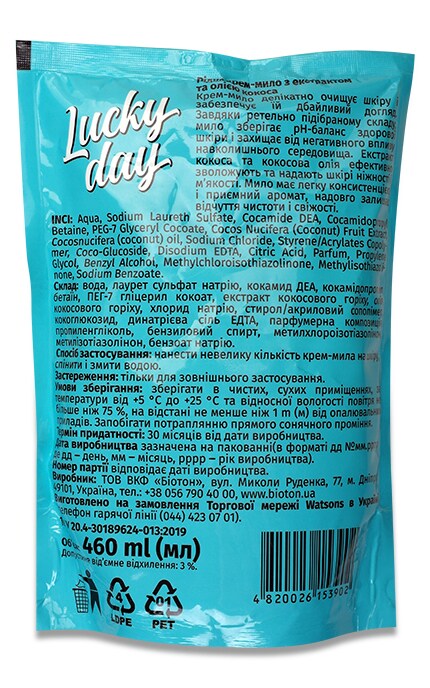 Рідке крем-мило з екстрактом
та олією кокоса
Крем-мило делікатно очищує шкіру і
забезпечує їй дбайливий догляд.
Завдяки ретельно підібраному складу
мило зберігає pH-баланс здорової
шкіри і захищає від негативного впливу
навколишнього середовища. Екстракт
кокоса та кокосова олія ефективно
зволожують та надають шкірі ніжності
м'якості. Мило має легку консистенцію
і приємний аромат, надовго залишає
відчуття чистоти і свіжості.
Lucky
day
INCI: Aqua, Sodium Laureth Sulfate, Cocamide DEA, Cocamidopropyl
Betaine, PEG-7 Glyceryl Cocoate, Cocos Nucifera (Coconut) Fruit Extract,
Cocosnucifera (coconut) oil, Sodium Chloride, Styrene/Acrylates Copoly-
mer, Coco-Glucoside, Disodium EDTA, Citric Acid, Parfum, Propylene
Glycol, Benzyl Alcohol, Methylchloroisothiazolinone, Methylisothiazoli-
none, Sodium Benzoate.
Склад: вода, лаурет сульфат натрію, кокамид ДЕА, кокамідопропіл
бетаїн, ПЕГ-7 гліцерил кокоат, екстракт кокосового горіху, олія
кокосового горіху, хлорид натрію, стирол/акриловий сополімер,
кокоглюкозид, динатрієва сіль ЕДТА, парфумерна композиція,
пропиленгліколь, бензиловий спирт, метилхлороізотіазолінон,
метилізотіазолінон, бензоат натрію.
Спосіб застосування: нанести невелику кількість крем-мила на шкіру,
спінити і змити водою.
Застереження: тільки для зовнішнього застосування.
Умови зберігання: зберігати в чистих, сухих приміщеннях, за
температури від +5 °С до +25 °С та відносної вологості повітря не
більше ніж 75 %, на відстані не менше ніж 1 m (м) від опалювальних
приладів. Запобігати потраплянню прямого сонячного проміння.
Термін придатності: 30 місяців від дати виробництва.
Дата виробництва зазначена на пакованні(в форматі дд №мм.рррр
де дд – день, мм – місяць, рррр – рік виробництва).
Номер партії відповідає даті виробництва.
Виробник: ТОВ ВКФ «Біотон», вул. Миколи Руденка, 77, м. Дніпро,
49101, Україна, тел.: +38 056 790 40 00, www.bioton.ua
Виготовлено на замовлення Торгової мережі Watsons в Україні
Телефон гарячої лінії (044) 423 07 01).
ТУ У 20.4-30189624-013:2019
Об'єм: 460 ml (мл)
Допустиме від'ємне відхилення: 3 %.
4
LDPE
01
PET
4 820026 153902